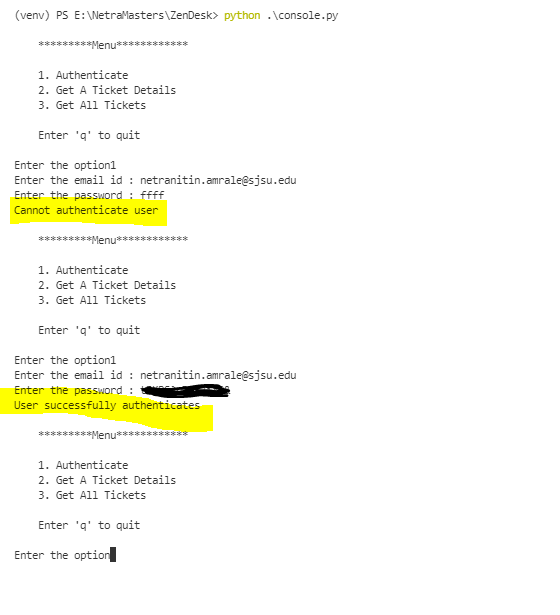 (venv) PS E:\NetraMasters\ZenDesk> python .\console.py
*********Menu************
1. Authenticate
2. Get A Ticket Details
3. Get All Tickets
Enter 'q' to quit
Enter the option1
Enter the email id : netranitin.amrale@sjsu.edu
Enter the password : ffff
Cannot authenticate user
*********Menu************
1. Authenticate
2. Get A Ticket Details
3. Get All Tickets
Enter 'q' to quit
Enter the option1
Enter the email id : netranitin.amrale@sjsu.edu
Enter the password :
User successfully authenticates
*********Menu************
1. Authenticate
2. Get A Ticket Details
3. Get All Tickets
Enter 'q' to quit
Enter the option